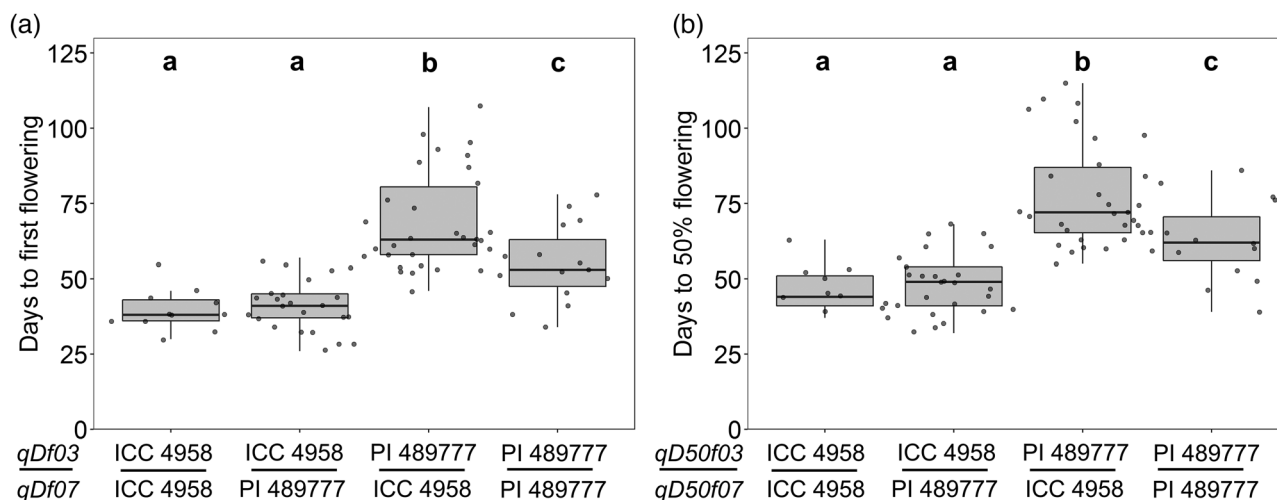 (a)
Days to first flowering
125
100
75
50
25
0
a a b c
qDf03 ICC 4958 ICC 4958 PI 489777 PI 489777
qDf07 ICC 4958 PI 489777 ICC 4958 PI 489777
(b)
Days to 50% flowering
125
100
75
50
25
0
a a b c
qD50f03 ICC 4958 ICC 4958 PI 489777 PI 489777
qD50f07 ICC 4958 PI 489777 ICC 4958 PI 489777